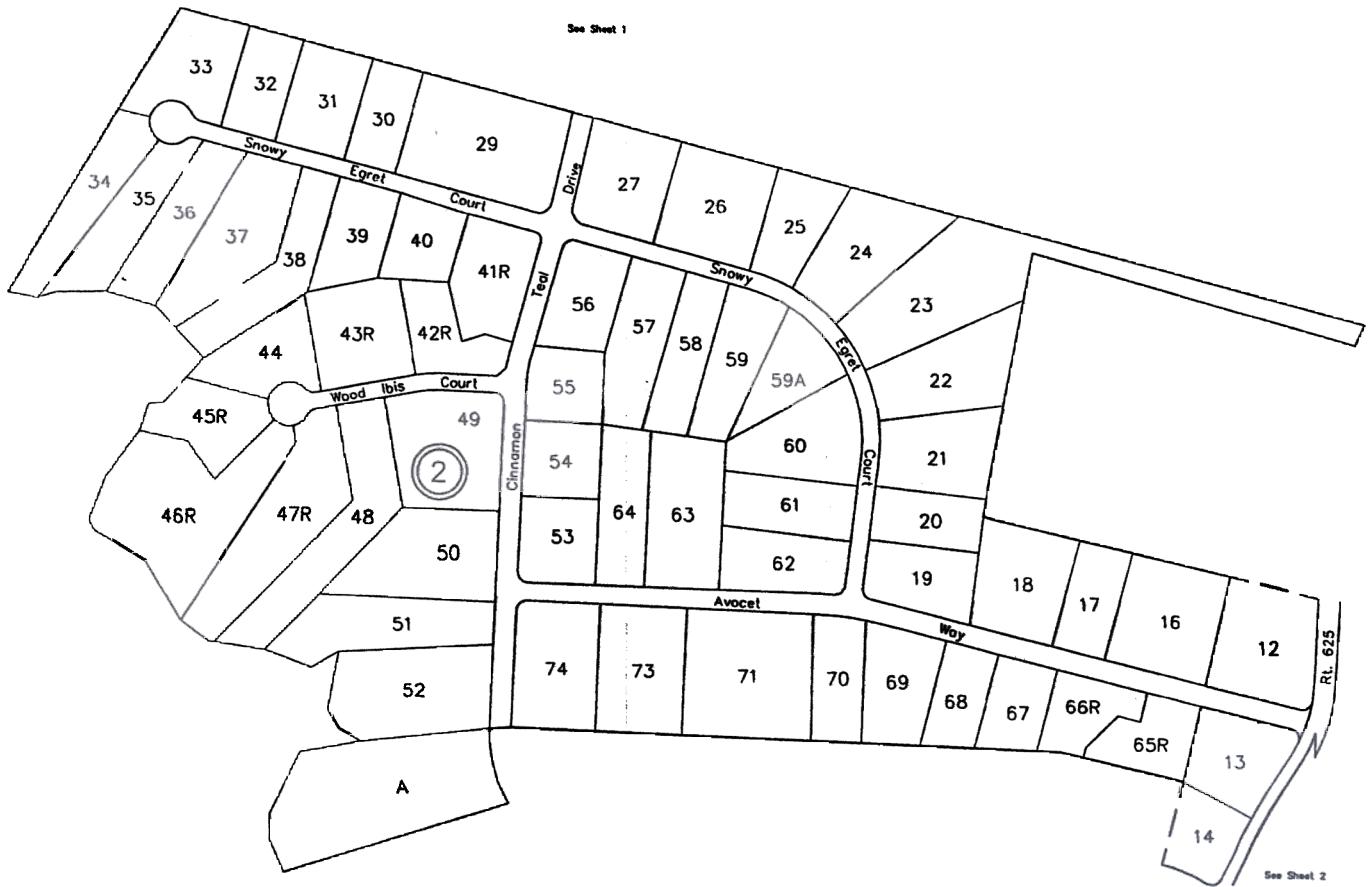 See Sheet 1
33
32
31
30
29
Snowy
Egret
Court
Drive
27
26
25
24
23
22
21
20
19
34
35
36
37
38
39
40
41R
Teal
Snowy
Egret
Court
56
57
58
59
59A
60
61
62
44
43R
42R
Wood Ibis Court
45R
46R
47R
48
49
2
55
54
53
Cinnamon
64
63
50
51
52
A
Avocet
Way
18
17
16
12
Rt. 625
74
73
71
70
69
68
67
66R
65R
13
14
See Sheet 2